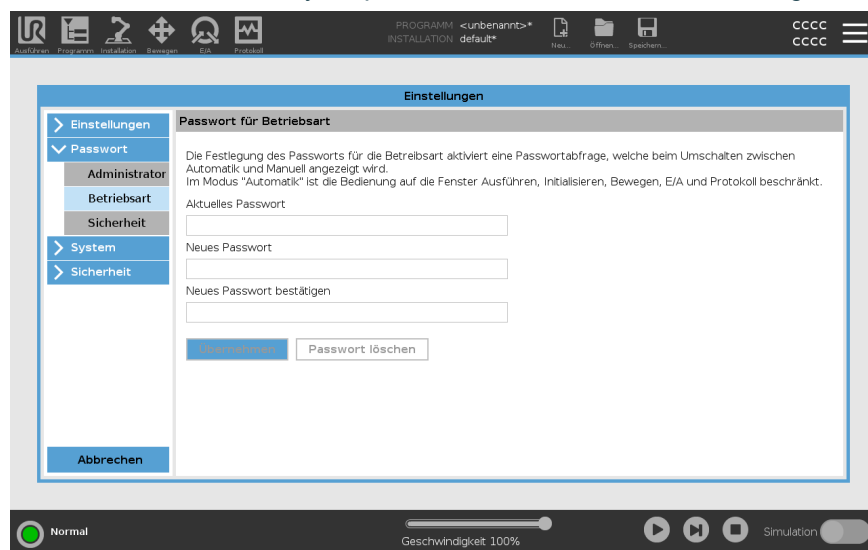 PROGRAMM <unbenannt>*
INSTALLATION default*
UR
Ausführen Programm Installation Bewegen E/A Protokoll
Neu... Öffnen... Speichern...
CCCC
CCCC
Einstellungen
Einstellungen
Passwort
Administrator
Betriebsart
Sicherheit
System
Sicherheit
Abbrechen
Passwort für Betriebsart
Die Festlegung des Passworts für die Betreibsart aktiviert eine Passwortabfrage, welche beim Umschalten zwischen
Automatik und Manuell angezeigt wird.
Im Modus "Automatik" ist die Bedienung auf die Fenster Ausführen, Initialisieren, Bewegen, E/A und Protokoll beschränkt.
Aktuelles Passwort
Neues Passwort
Neues Passwort bestätigen
Übernehmen Passwort löschen
Normal
Geschwindigkeit 100%
Simulation